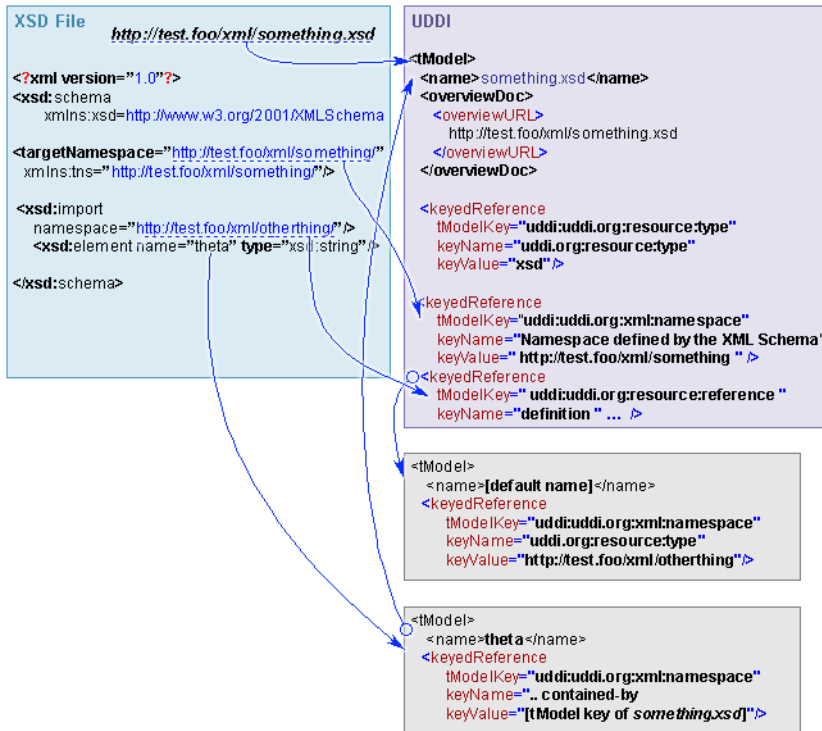 XSD File
http://test.foo/xml/something.xsd
<?xml version="1.0"?>
<xsd:schema
xmlns:xsd=http://www.w3.org/2001/XMLSchema
<targetNamespace="http://test.foo/xml/something/"
xmlns:tns="http://test.foo/xml/something/"/>
<xsd:import
namespace="http://test.foo/xml/otherthing/"/>
<xsd:element name="theta" type="xsd:string"/>
</xsd:schema>
UDDI
<tModel>
<name>something.xsd</name>
<overviewDoc>
<overviewURL>
http://test.foo/xml/something.xsd
</overviewURL>
</overviewDoc>
<keyedReference
tModelKey="uddi:uddi.org:resource:type"
keyName="uddi.org:resource:type"
keyValue="xsd"/>
<keyedReference
tModelKey="uddi:uddi.org:xml:namespace"
keyName="Namespace defined by the XML Schema"
keyValue=" http://test.foo/xml/something " />
<keyedReference
tModelKey=" uddi:uddi.org:resource:reference "
keyName="definition " ... />
<tModel>
<name>[default name]</name>
<keyedReference
tModelKey="uddi:uddi.org:xml:namespace"
keyName="uddi.org:resource:type"
keyValue="http://test.foo/xml/otherthing"/>
<tModel>
<name>theta</name>
<keyedReference
tModelKey="uddi:uddi.org:xml:namespace"
keyName=".. contained-by
keyValue="[tModel key of something.xsd]"/>